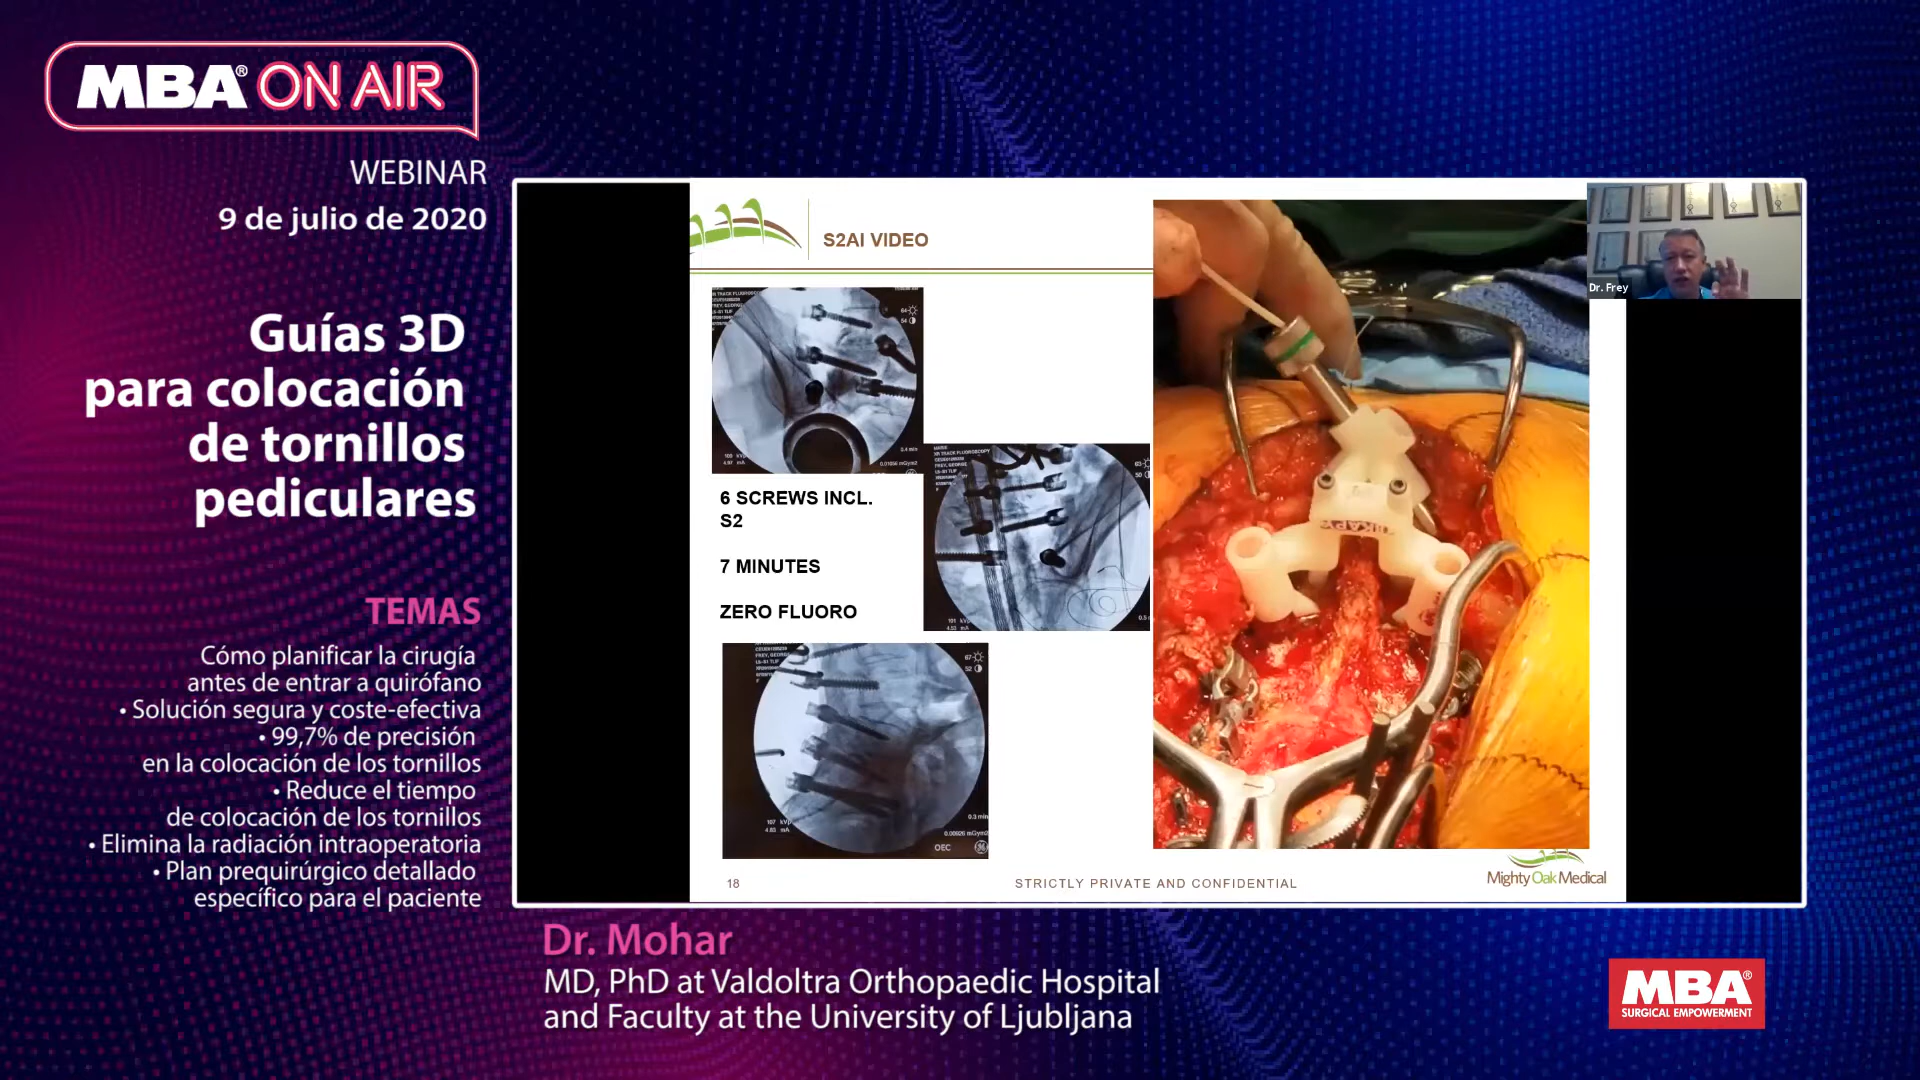 MBA® ON AIR
WEBINAR
9 de julio de 2020
Guías 3D
para colocación
de tornillos
pediculares
TEMAS
Cómo planificar la cirugía
antes de entrar a quirófano
• Solución segura y coste-efectiva
• 99,7% de precisión
en la colocación de los tornillos
• Reduce el tiempo
de colocación de los tornillos
• Elimina la radiación intraoperatoria
• Plan prequirúrgico detallado
específico para el paciente
S2AI VIDEO
6 SCREWS INCL.
S2
7 MINUTES
ZERO FLUORO
FREY, GEORGE
OEC
18
STRICTLY PRIVATE AND CONFIDENTIAL
Mighty Oak Medical
Dr. Frey
Dr. Mohar
MD, PhD at Valdoltra Orthopaedic Hospital
and Faculty at the University of Ljubljana
MBA®
SURGICAL EMPOWERMENT